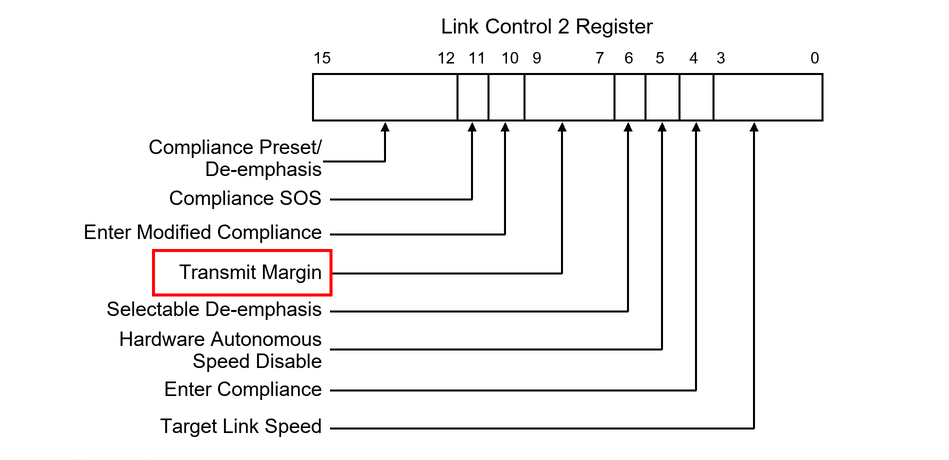 Link Control 2 Register
15 12 11 10 9 7 6 5 4 3 0
Compliance Preset/
De-emphasis
Compliance SOS
Enter Modified Compliance
Transmit Margin
Selectable De-emphasis
Hardware Autonomous
Speed Disable
Enter Compliance
Target Link Speed